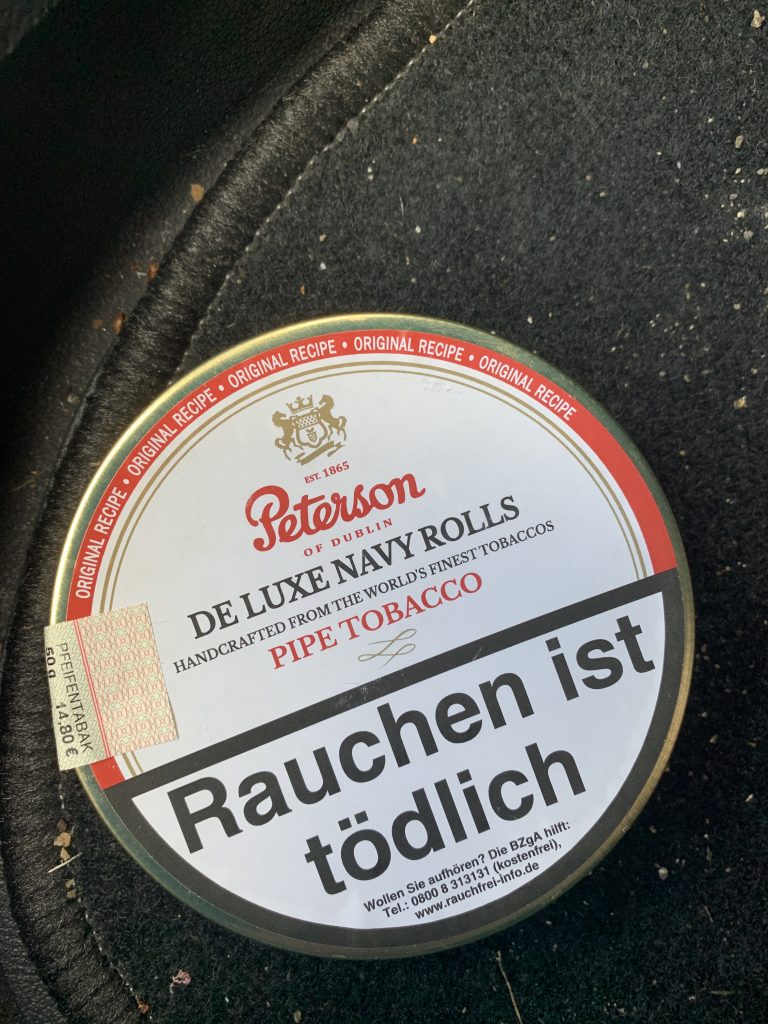 ORIGINAL RECIPE • ORIGINAL RECIPE • ORIGINAL RECIPE • ORIGINAL RECIPE • ORIGINAL RECIPE
EST. 1865
Peterson
OF DUBLIN
DE LUXE NAVY ROLLS
HANDCRAFTED FROM THE WORLD'S FINEST TOBACCOS
PIPE TOBACCO
PFEIFENTABAK
50 g 14,80 €
Rauchen ist
tödlich
Wollen Sie aufhören? Die BZgA hilft:
Tel.: 0800 8 313131 (kostenfrei),
www.rauchfrei-info.de